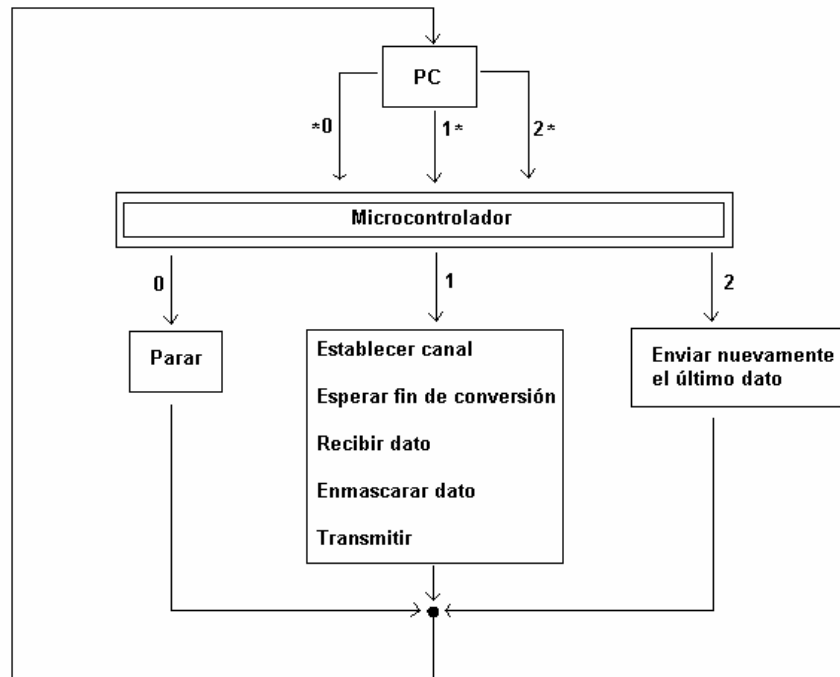 PC
*0
1*
2*
Microcontrolador
0
1
2
Parar
Establecer canal
Esperar fin de conversión
Recibir dato
Enmascarar dato
Transmitir
Enviar nuevamente
el último dato